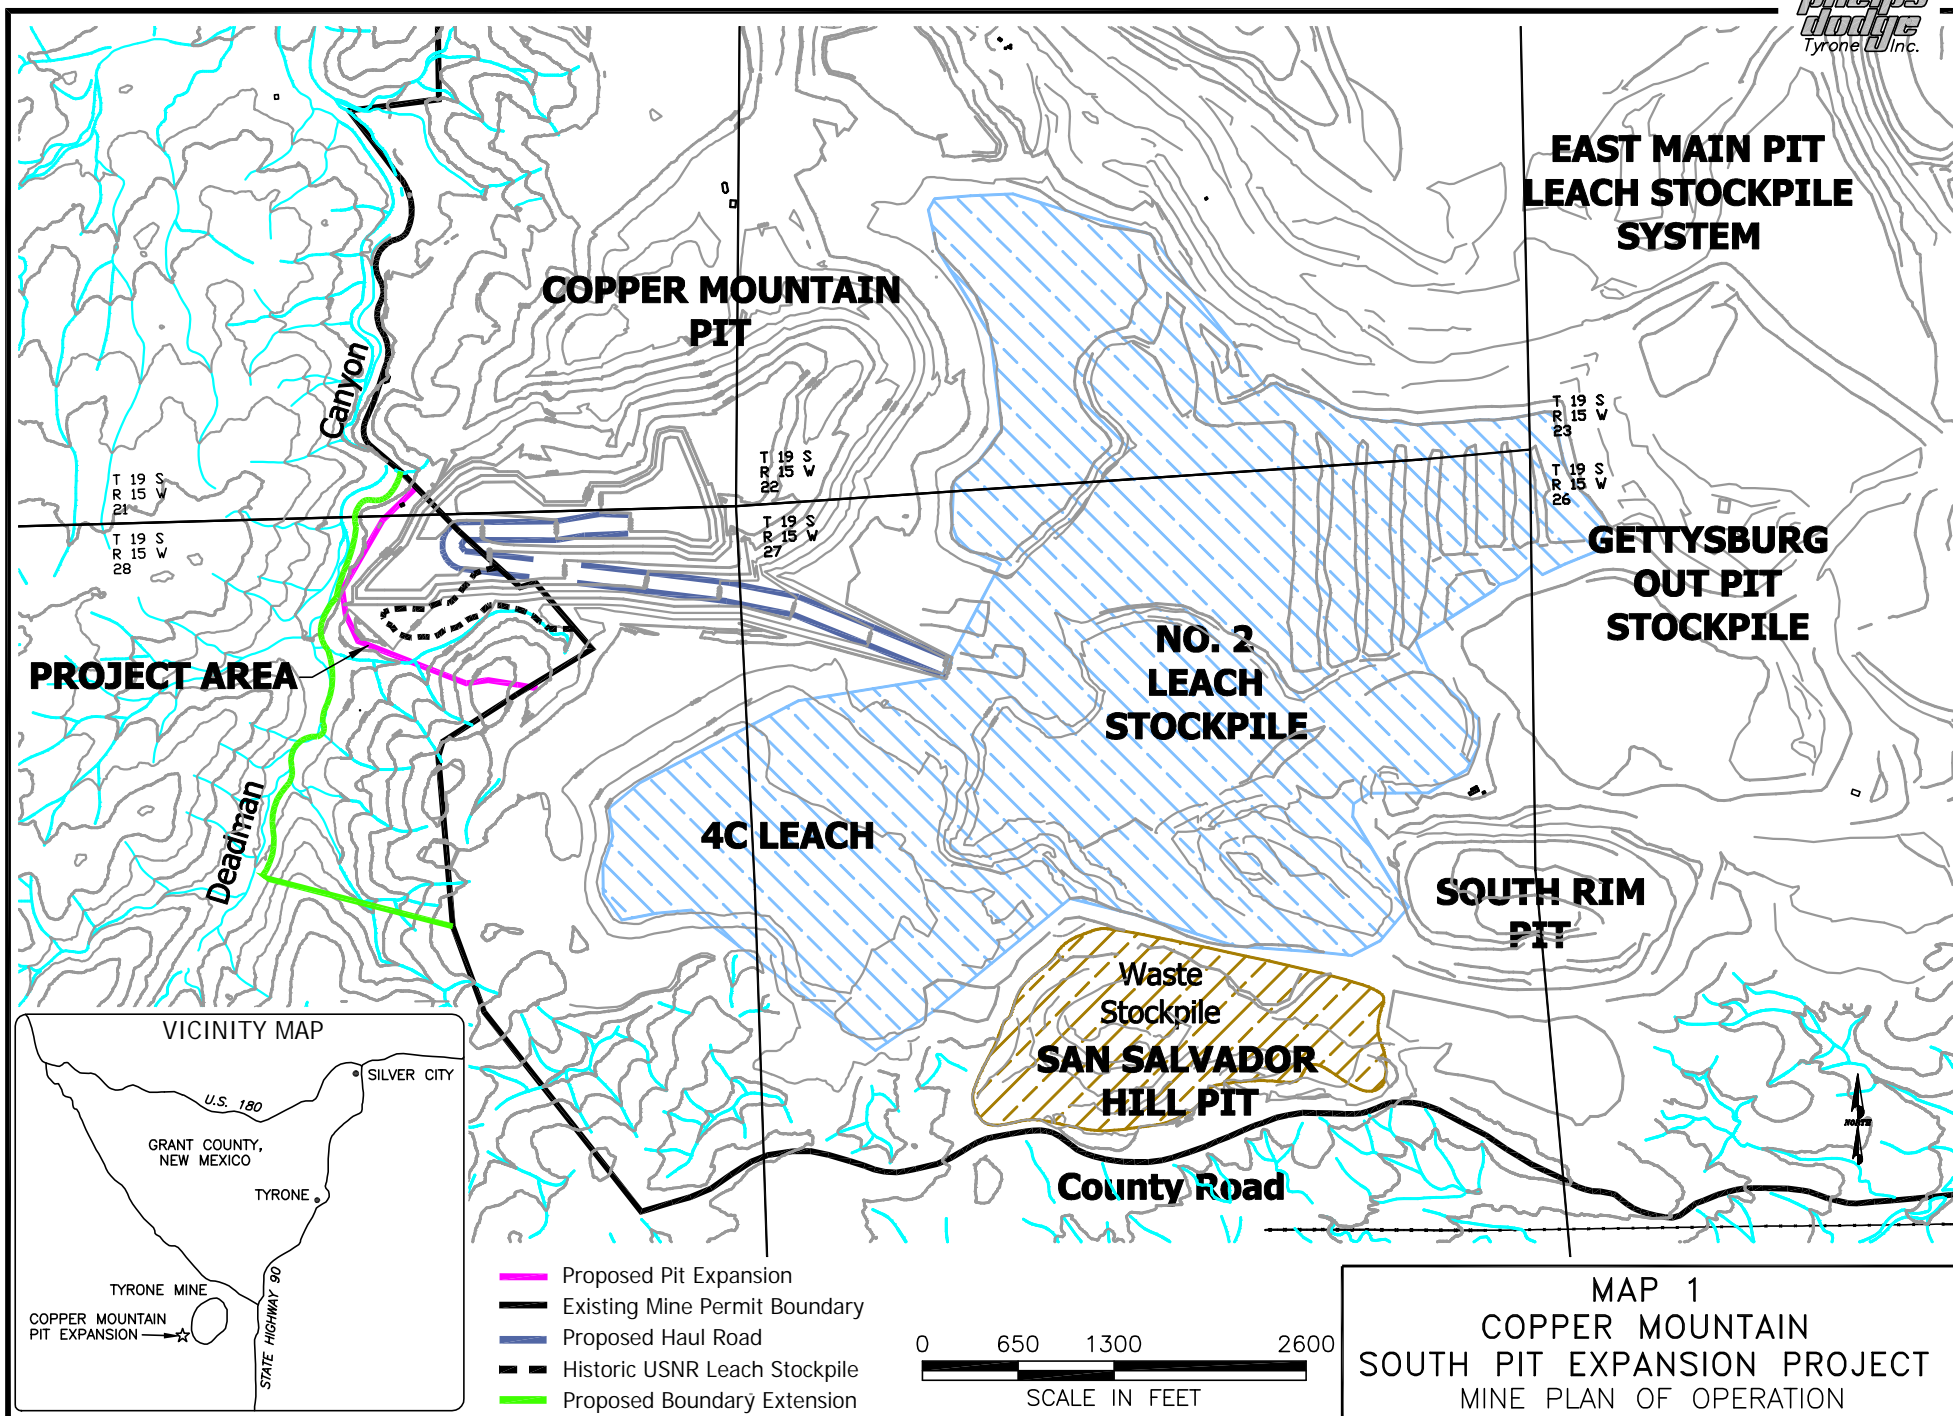 phelps
dodge
Tyrone Inc.
EAST MAIN PIT
LEACH STOCKPILE
SYSTEM
COPPER MOUNTAIN
PIT
Canyon
T 19 S
R 15 W
23
T 19 S
R 15 W
22
T 19 S
R 15 W
21
T 19 S
R 15 W
26
T 19 S
R 15 W
27
T 19 S
R 15 W
28
GETTYSBURG
OUT PIT
STOCKPILE
PROJECT AREA
NO. 2
LEACH
STOCKPILE
Deadman
4C LEACH
SOUTH RIM
PIT
Waste
Stockpile
SAN SALVADOR
HILL PIT
County Road
NORTH
VICINITY MAP
SILVER CITY
U.S. 180
GRANT COUNTY,
NEW MEXICO
TYRONE
TYRONE MINE
COPPER MOUNTAIN
PIT EXPANSION
STATE HIGHWAY 90
Proposed Pit Expansion
Existing Mine Permit Boundary
Proposed Haul Road
Historic USNR Leach Stockpile
Proposed Boundary Extension
0 650 1300 2600
SCALE IN FEET
MAP 1
COPPER MOUNTAIN
SOUTH PIT EXPANSION PROJECT
MINE PLAN OF OPERATION